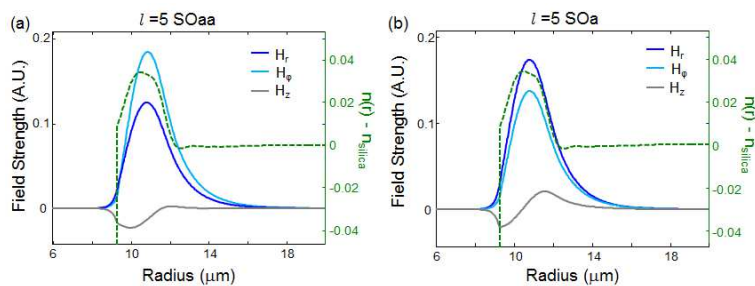 (a)
ℓ =5 SOaa
0.2
0.1
0
Field Strength (A.U.)
H_r
H_φ
H_z
0.04
0.02
0
-0.02
-0.04
n(r) - n_silica
6
10
14
18
Radius (μm)
(b)
ℓ =5 SOa
0.2
0.1
0
Field Strength (A.U.)
H_r
H_φ
H_z
0.04
0.02
0
-0.02
-0.04
n(r) - n_silica
6
10
14
18
Radius (μm)